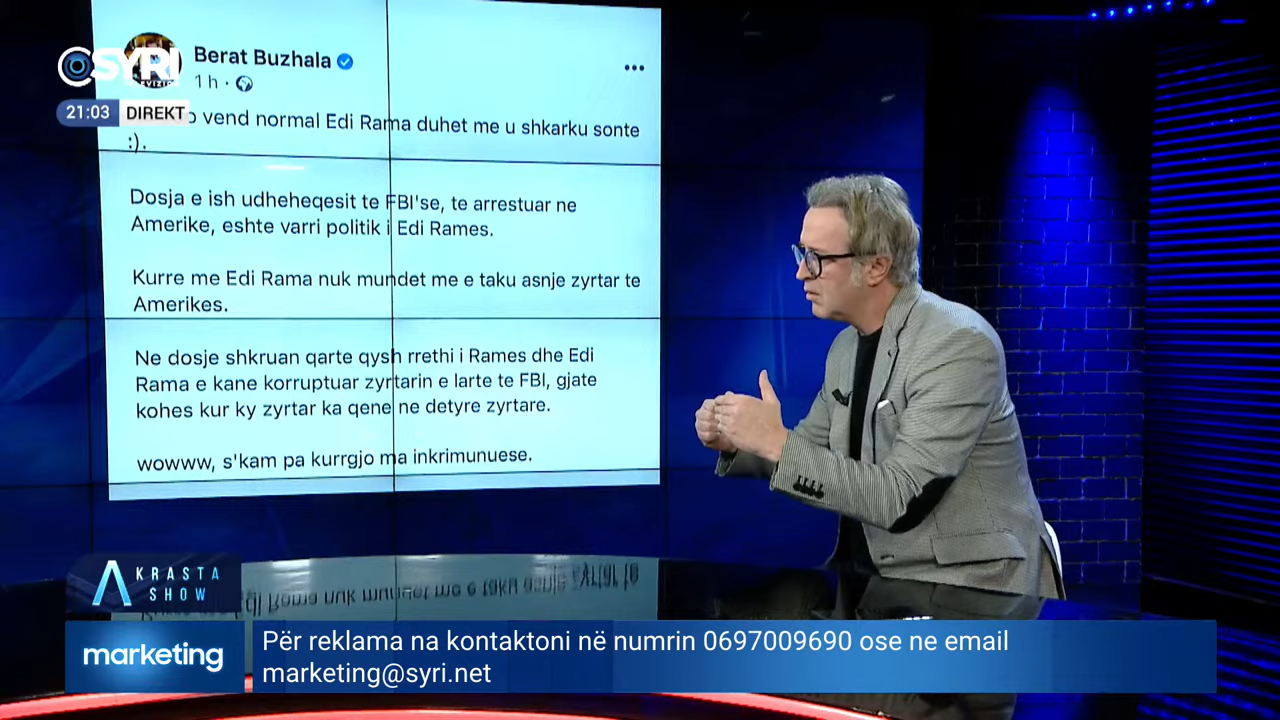 Berat Buzhala
1 h ·
SYRI
21:03 DIREKT
vend normal Edi Rama duhet me u shkarku sonte
:).
Dosja e ish udheheqesit te FBI'se, te arrestuar ne
Amerike, eshte varri politik i Edi Rames.
Kurre me Edi Rama nuk mundet me e taku asnje zyrtar te
Amerikes.
Ne dosje shkruan qarte qysh rrethi i Rames dhe Edi
Rama e kane korruptuar zyrtarin e larte te FBI, gjate
kohes kur ky zyrtar ka qene ne detyre zyrtare.
wowww, s'kam pa kurrgjo ma inkrimunuese.
A KRASTA
SHOW
marketing
Për reklama na kontaktoni në numrin 0697009690 ose ne email
marketing@syri.net